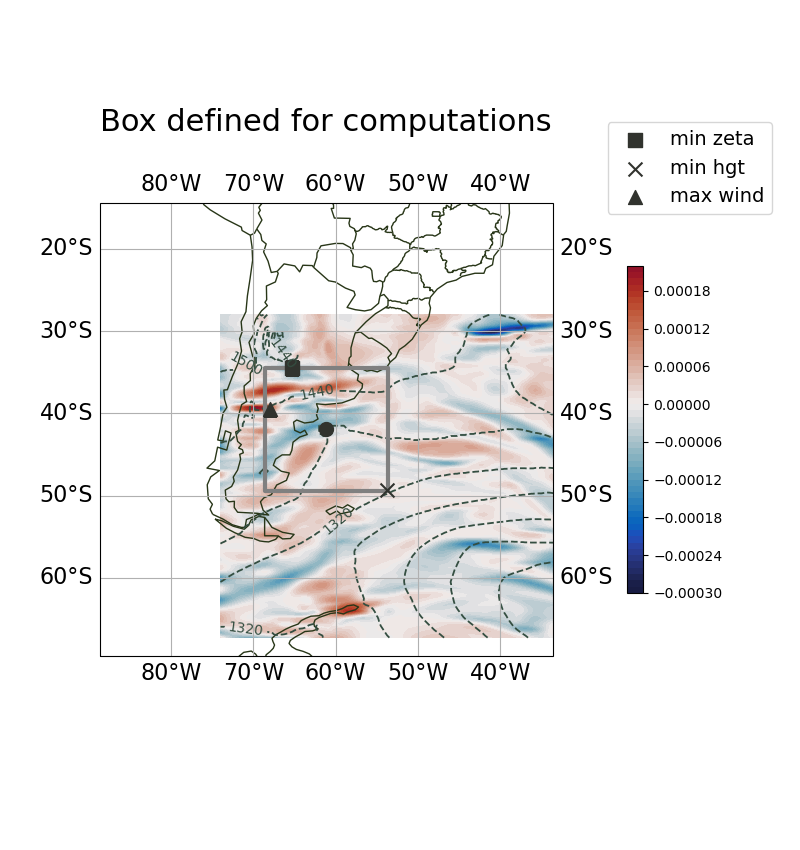 Box defined for computations
min zeta
min hgt
max wind
80°W 70°W 60°W 50°W 40°W
20°S 20°S
30°S 30°S
40°S 40°S
50°S 50°S
60°S 60°S
80°W 70°W 60°W 50°W 40°W
1500
1440
1440
1320
1320
0.00018
0.00012
0.00006
0.00000
−0.00006
−0.00012
−0.00018
−0.00024
−0.00030